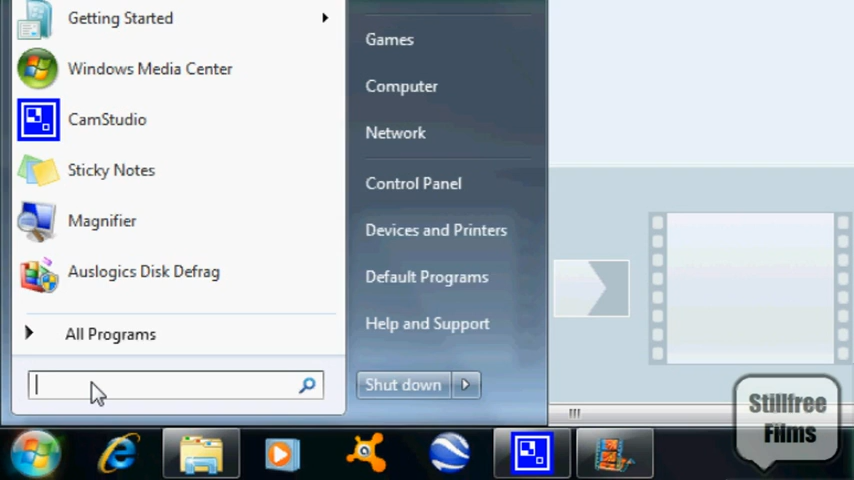 Getting Started
Windows Media Center
CamStudio
Sticky Notes
Magnifier
Auslogics Disk Defrag
All Programs
Games
Computer
Network
Control Panel
Devices and Printers
Default Programs
Help and Support
Shut down
Stillfree
Films